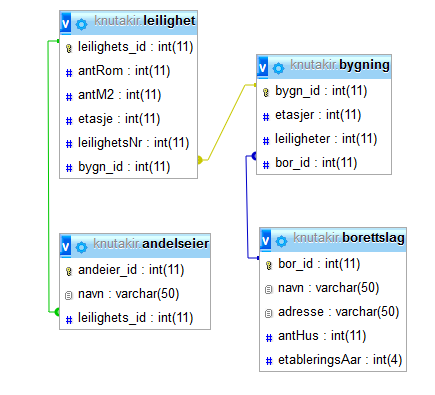 v knutakir leilighet
leilighets_id : int(11)
# antRom : int(11)
# antM2 : int(11)
# etasje : int(11)
# leilighetsNr : int(11)
# bygn_id : int(11)
v knutakir bygning
bygn_id : int(11)
# etasjer : int(11)
# leiligheter : int(11)
# bor_id : int(11)
v knutakir andelseier
andeier_id : int(11)
navn : varchar(50)
# leilighets_id : int(11)
v knutakir borettslag
bor_id : int(11)
navn : varchar(50)
adresse : varchar(50)
# antHus : int(11)
# etableringsAar : int(4)